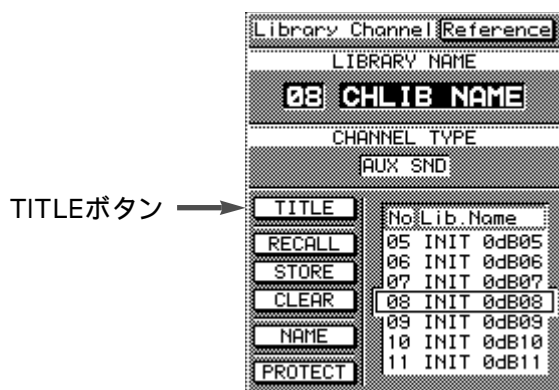 Library Channel Reference
LIBRARY NAME
08 CHLIB NAME
CHANNEL TYPE
AUX SND
TITLEボタン
TITLE
RECALL
STORE
CLEAR
NAME
PROTECT
No Lib.Name
05 INIT 0dB05
06 INIT 0dB06
07 INIT 0dB07
08 INIT 0dB08
09 INIT 0dB09
10 INIT 0dB10
11 INIT 0dB11